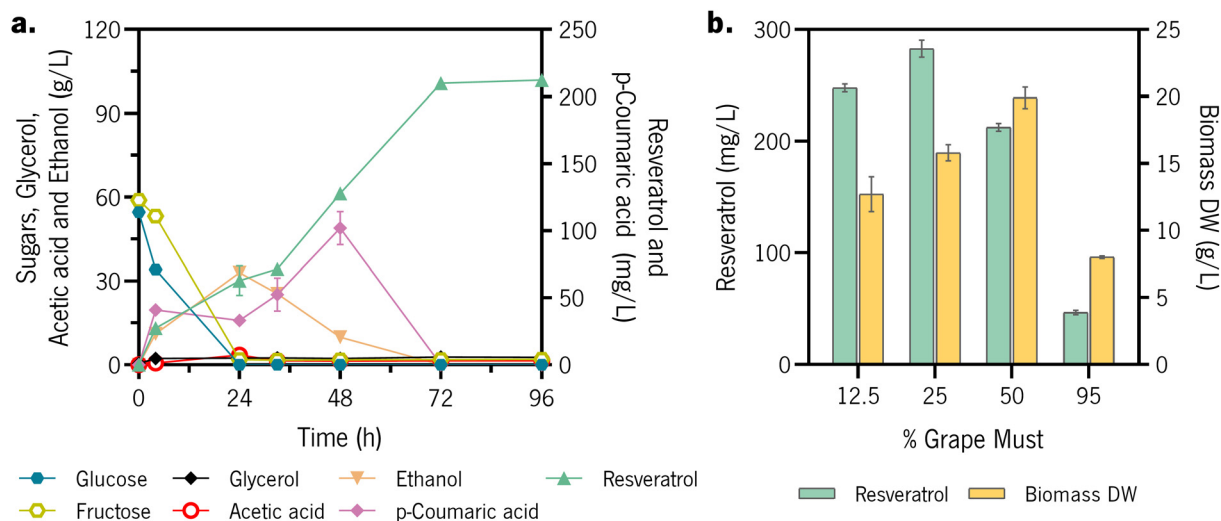 a.
120
90
60
30
0
Sugars, Glycerol,
Acetic acid and Ethanol (g/L)
250
200
150
100
50
0
Resveratrol and
p-Coumaric acid (mg/L)
0 24 48 72 96
Time (h)
Glucose Glycerol Ethanol Resveratrol
Fructose Acetic acid p-Coumaric acid
b.
300
200
100
0
Resveratrol (mg/L)
25
20
15
10
5
0
Biomass DW (g/L)
12.5 25 50 95
% Grape Must
Resveratrol Biomass DW